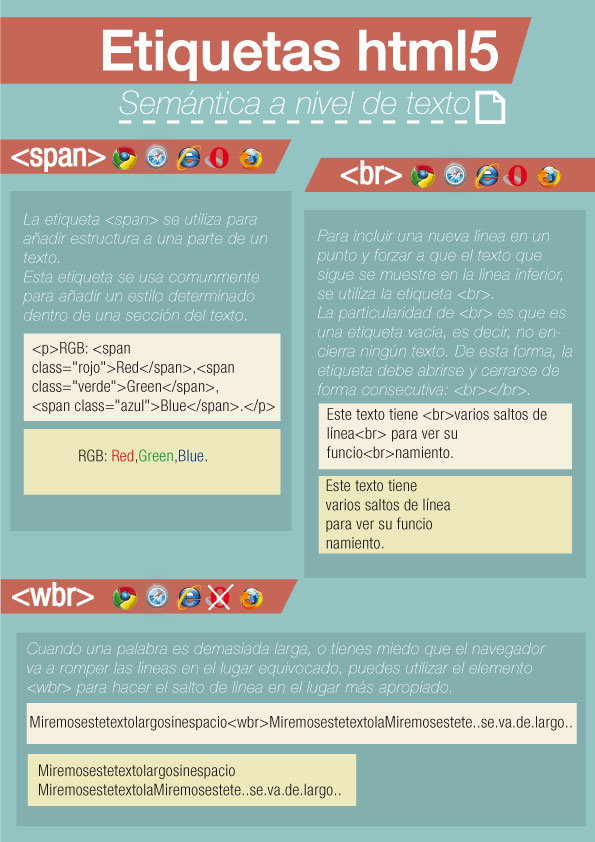 Etiquetas html5
Semántica a nivel de texto
<span>
La etiqueta <span> se utiliza para
añadir estructura a una parte de un
texto.
Esta etiqueta se usa comunmente
para añadir un estilo determinado
dentro de una sección del texto.
<p>RGB: <span
class="rojo">Red</span>,<span
class="verde">Green</span>,
<span class="azul">Blue</span>.</p>
RGB: Red,Green,Blue.
<br>
Para incluir una nueva línea en un
punto y forzar a que el texto que
sigue se muestre en la línea inferior,
se utiliza la etiqueta <br>.
La particularidad de <br> es que es
una etiqueta vacía, es decir, no en-
cierra ningún texto. De esta forma, la
etiqueta debe abrirse y cerrarse de
forma consecutiva: <br></br>.
Este texto tiene <br>varios saltos de
línea<br> para ver su
funcio<br>namiento.
Este texto tiene
varios saltos de línea
para ver su funcio
namiento.
<wbr>
Cuando una palabra es demasiada larga, o tienes miedo que el navegador
va a romper las lineas en el lugar equivocado, puedes utilizar el elemento
<wbr> para hacer el salto de linea en el lugar más apropiado.
Miremosestetextolargosinespacio<wbr>MiremosestetextolaMiremosestete..se.va.de.largo..
Miremosestetextolargosinespacio
MiremosestetextolaMiremosestete..se.va.de.largo..